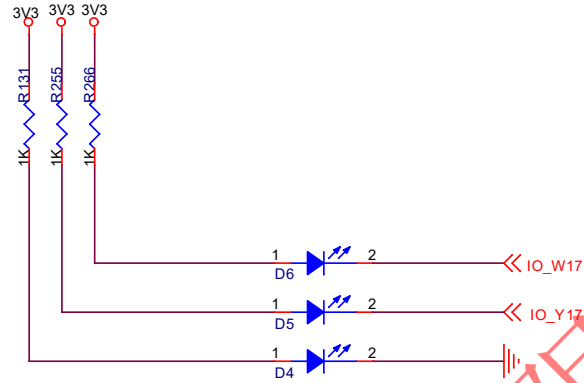 3V3 3V3 3V3
R131 R255 R266
1K 1K 1K
1 2
D6 IO_W17
1 2
D5 IO_Y17
1 2
D4